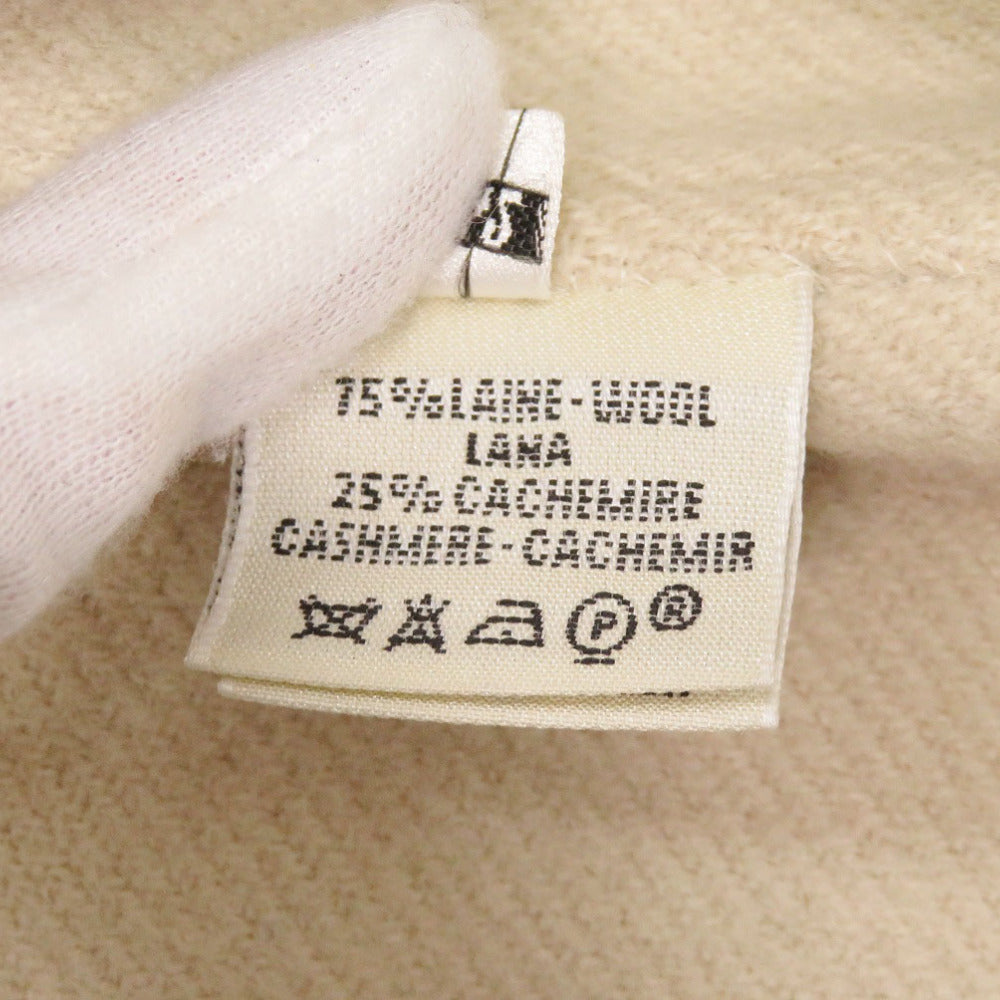 S
75% LAINE-WOOL
LANA
25% CACHEMIRE
CASHMERE-CACHEMIR
P ®